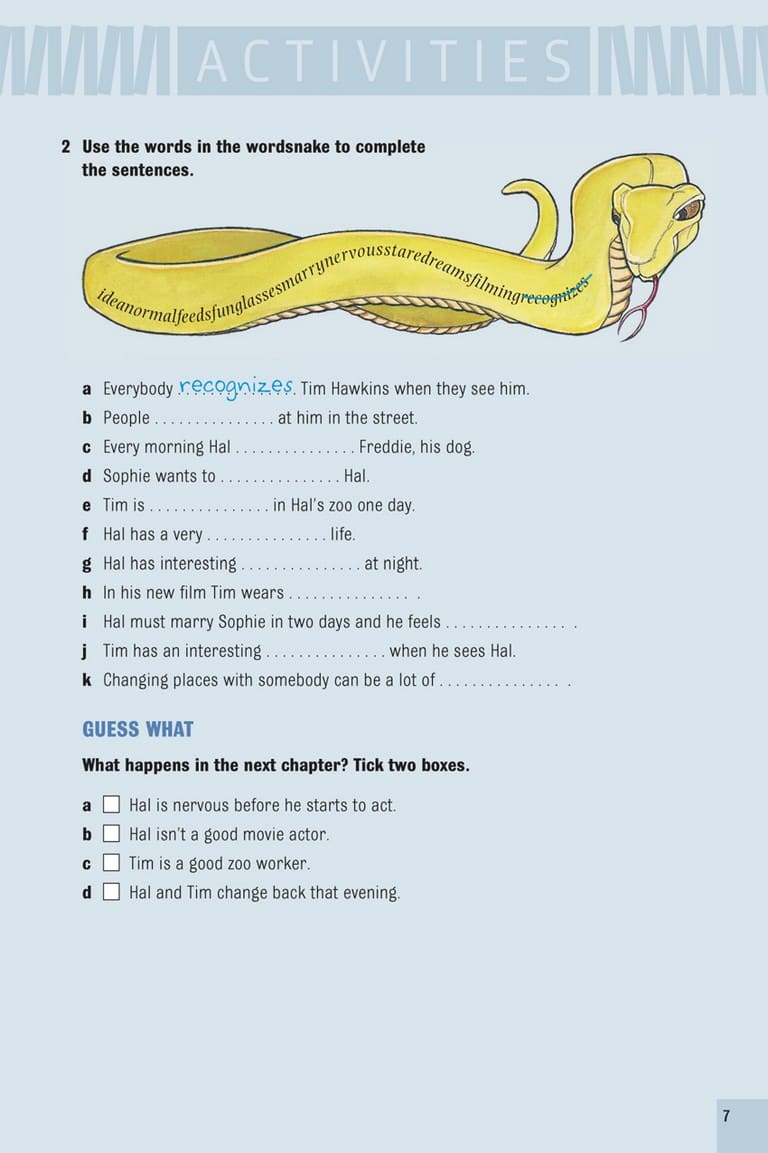 ACTIVITIES
2 Use the words in the wordsnake to complete
the sentences.
ideanormalfeedsfunglassesmarrynervousstaredreamsfilmingrecognizes
a Everybody recognizes. Tim Hawkins when they see him.
b People . . . . . . . . . . . . . . . at him in the street.
c Every morning Hal . . . . . . . . . . . . . . . Freddie, his dog.
d Sophie wants to . . . . . . . . . . . . . . . Hal.
e Tim is . . . . . . . . . . . . . . . in Hal's zoo one day.
f Hal has a very . . . . . . . . . . . . . . . life.
g Hal has interesting . . . . . . . . . . . . . . . at night.
h In his new film Tim wears . . . . . . . . . . . . . . . .
i Hal must marry Sophie in two days and he feels . . . . . . . . . . . . . . . .
j Tim has an interesting . . . . . . . . . . . . . . . when he sees Hal.
k Changing places with somebody can be a lot of . . . . . . . . . . . . . . . .
GUESS WHAT
What happens in the next chapter? Tick two boxes.
a Hal is nervous before he starts to act.
b Hal isn't a good movie actor.
c Tim is a good zoo worker.
d Hal and Tim change back that evening.
7